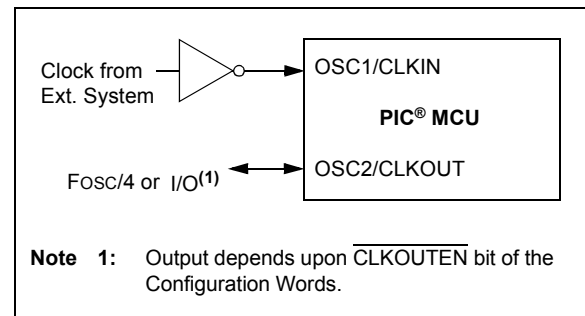 Clock from
Ext. System
OSC1/CLKIN
PIC® MCU
OSC2/CLKOUT
FOSC/4 or I/O(1)
Note 1: Output depends upon CLKOUTEN bit of the
Configuration Words.